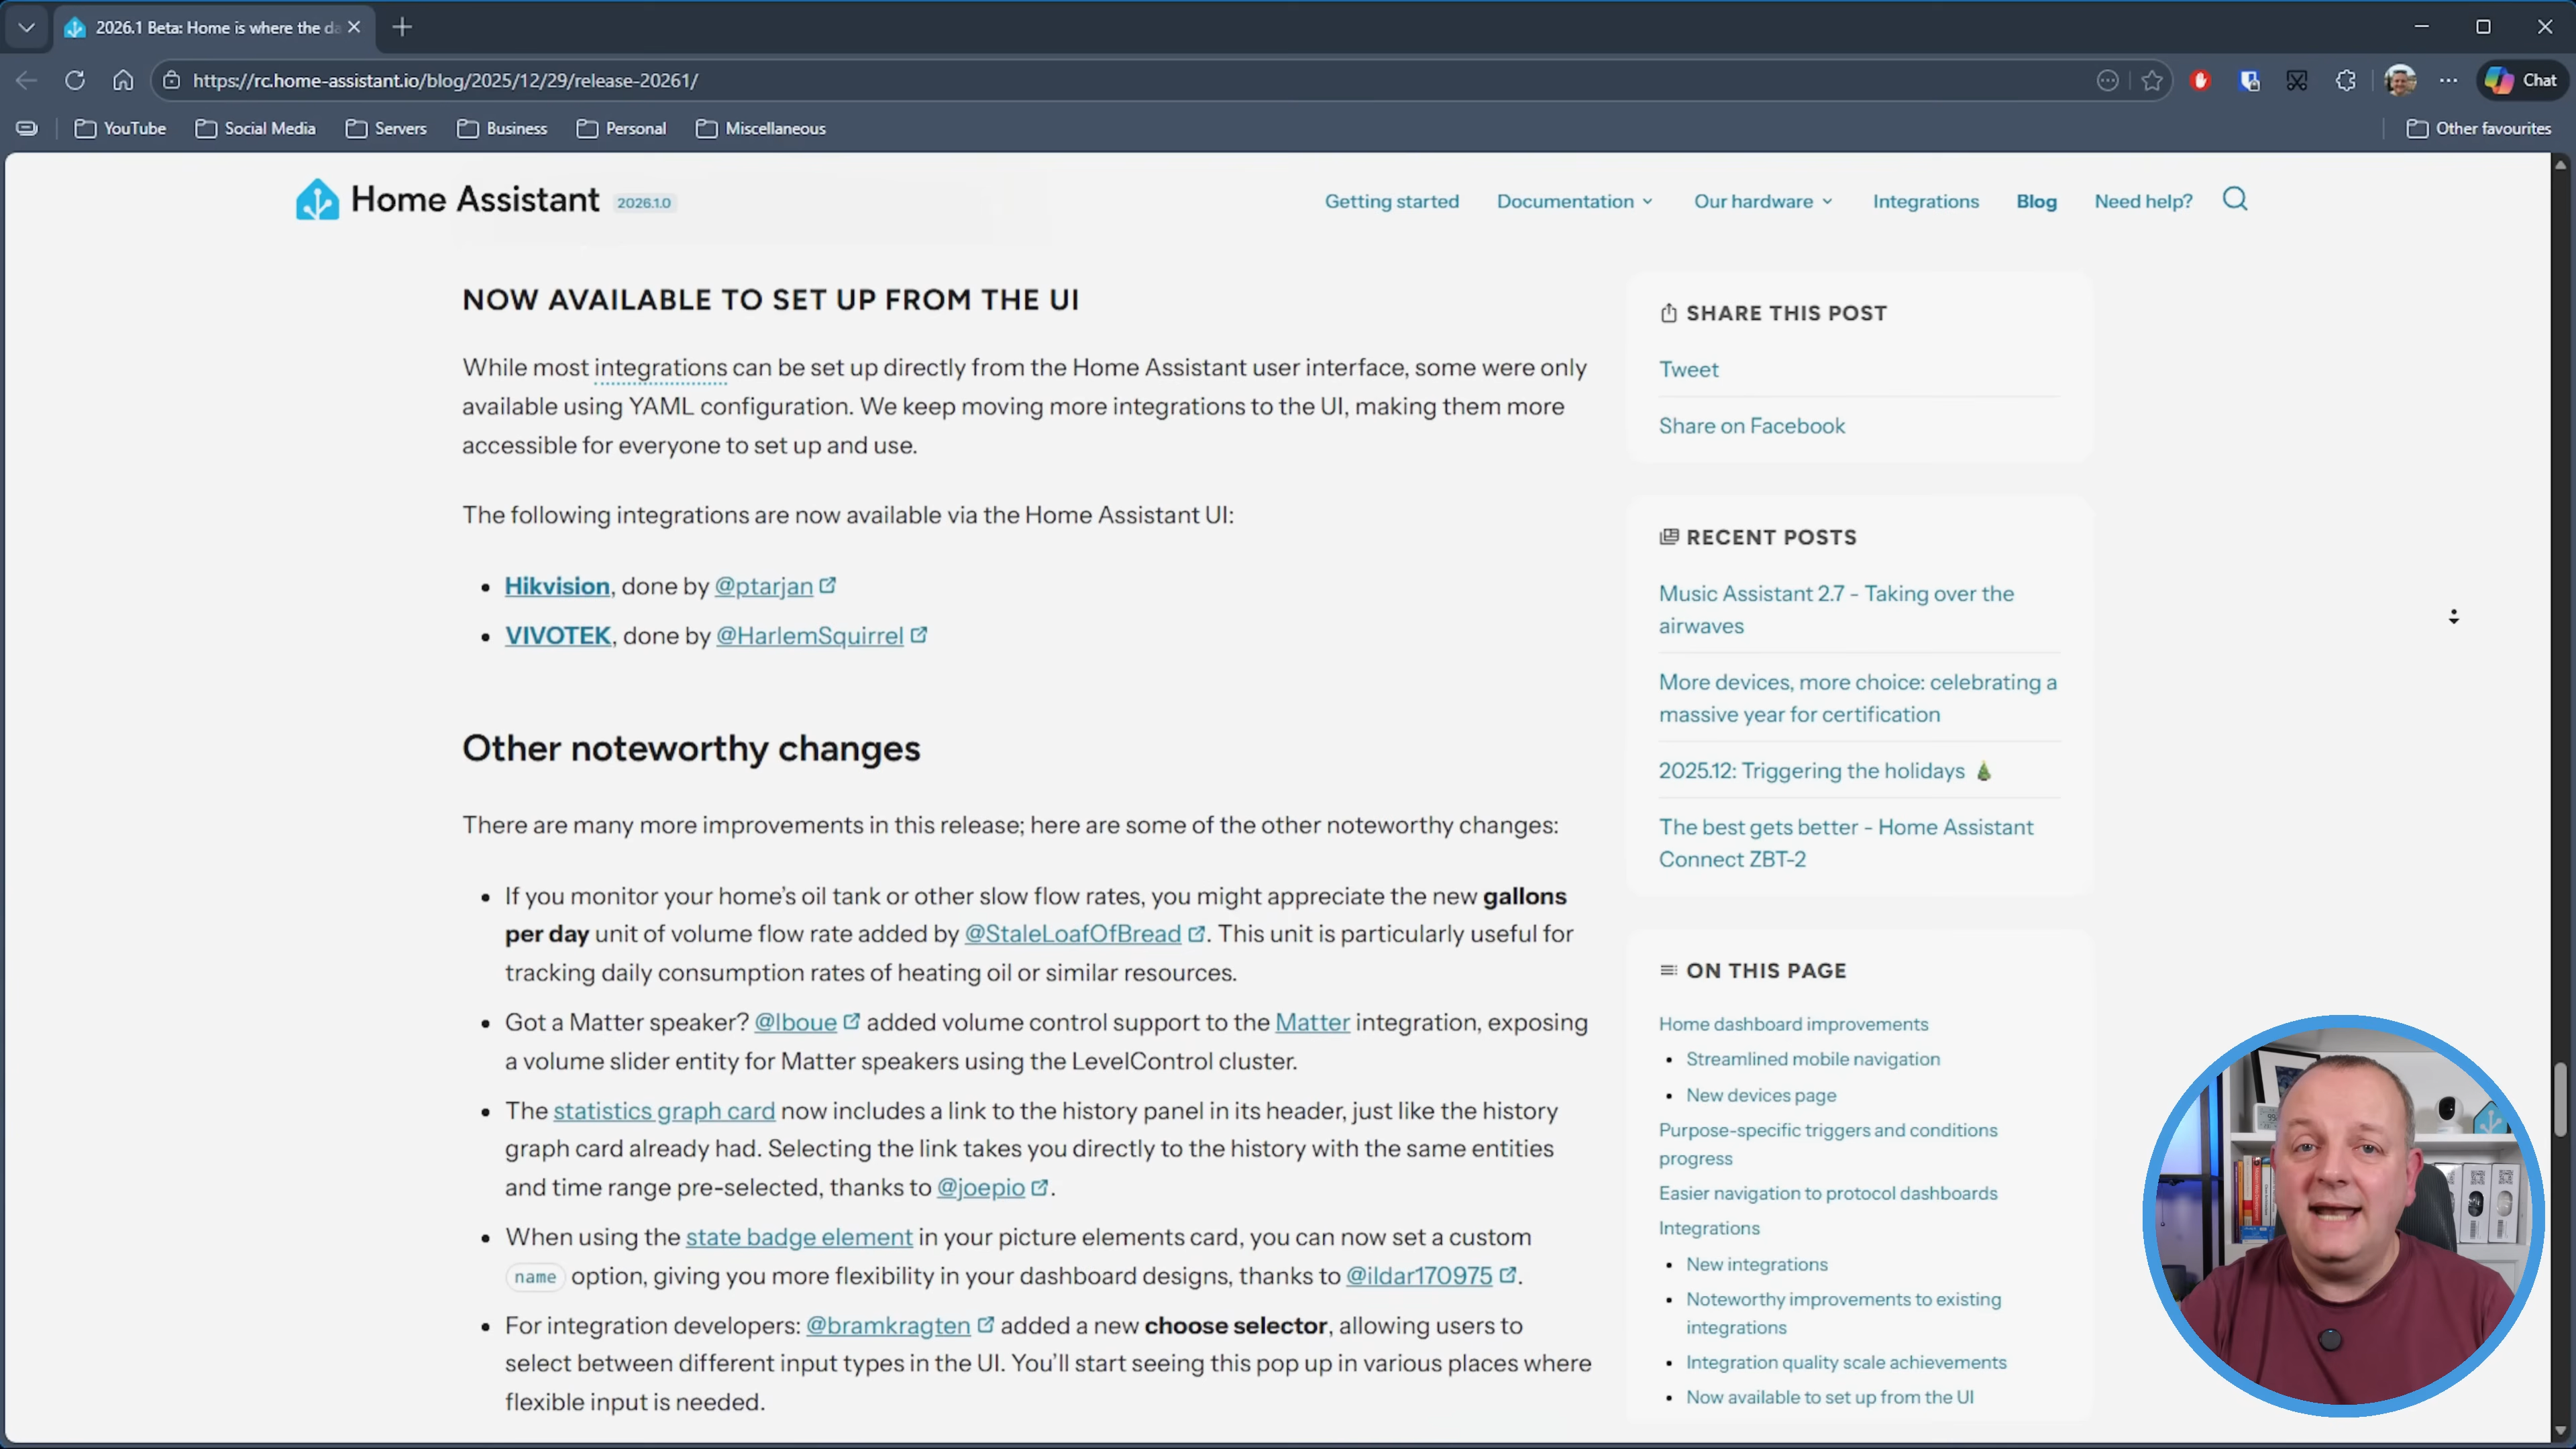 2026.1 Beta: Home is where the da
https://rc.home-assistant.io/blog/2025/12/29/release-20261/
Chat
YouTube
Social Media
Servers
Business
Personal
Miscellaneous
Other favourites
Home Assistant 2026.1.0
Getting started
Documentation
Our hardware
Integrations
Blog
Need help?
NOW AVAILABLE TO SET UP FROM THE UI
While most integrations can be set up directly from the Home Assistant user interface, some were only
available using YAML configuration. We keep moving more integrations to the UI, making them more
accessible for everyone to set up and use.
The following integrations are now available via the Home Assistant UI:
• Hikvision, done by @ptarjan
• VIVOTEK, done by @HarlemSquirrel
Other noteworthy changes
There are many more improvements in this release; here are some of the other noteworthy changes:
• If you monitor your home’s oil tank or other slow flow rates, you might appreciate the new gallons
per day unit of volume flow rate added by @StaleLoafOfBread. This unit is particularly useful for
tracking daily consumption rates of heating oil or similar resources.
• Got a Matter speaker? @lboue added volume control support to the Matter integration, exposing
a volume slider entity for Matter speakers using the LevelControl cluster.
• The statistics graph card now includes a link to the history panel in its header, just like the history
graph card already had. Selecting the link takes you directly to the history with the same entities
and time range pre-selected, thanks to @joepio.
• When using the state badge element in your picture elements card, you can now set a custom
name option, giving you more flexibility in your dashboard designs, thanks to @ildar170975.
• For integration developers: @bramkragten added a new choose selector, allowing users to
select between different input types in the UI. You’ll start seeing this pop up in various places where
flexible input is needed.
SHARE THIS POST
Tweet
Share on Facebook
RECENT POSTS
Music Assistant 2.7 - Taking over the
airwaves
More devices, more choice: celebrating a
massive year for certification
2025.12: Triggering the holidays 🎄
The best gets better - Home Assistant
Connect ZBT-2
ON THIS PAGE
Home dashboard improvements
• Streamlined mobile navigation
• New devices page
Purpose-specific triggers and conditions
progress
Easier navigation to protocol dashboards
Integrations
• New integrations
• Noteworthy improvements to existing
integrations
• Integration quality scale achievements
• Now available to set up from the UI